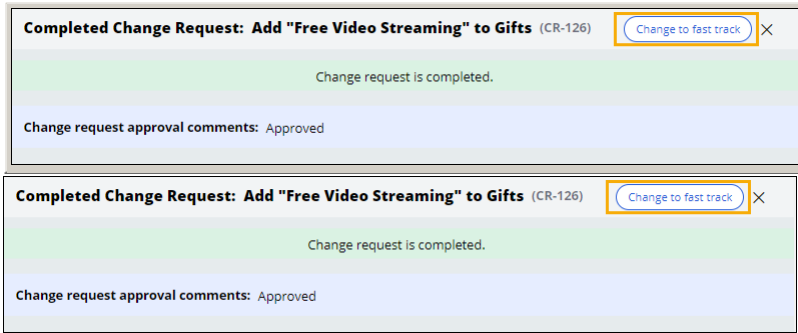 Completed Change Request: Add "Free Video Streaming" to Gifts (CR-126) Change to fast track
Change request is completed.
Change request approval comments: Approved
Completed Change Request: Add "Free Video Streaming" to Gifts (CR-126) Change to fast track
Change request is completed.
Change request approval comments: Approved